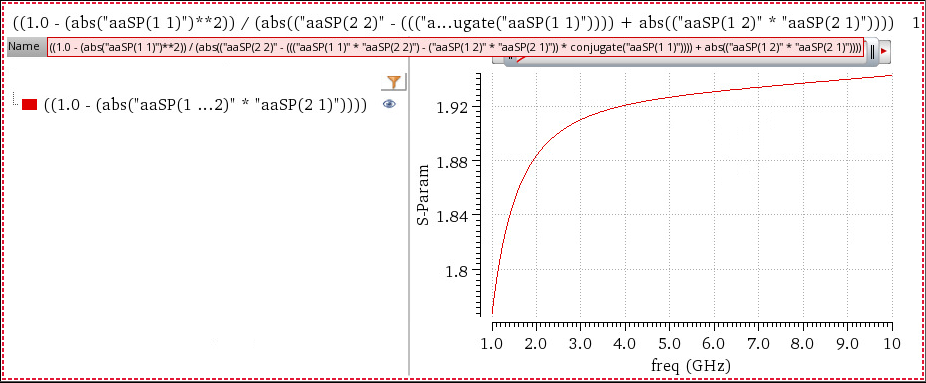 ((1.0 - (abs("aaSP(1 1)")**2)) / (abs(("aaSP(2 2)" - ((("a...ugate("aaSP(1 1)")))) + abs(("aaSP(1 2)" * "aaSP(2 1)")))) 1
Name ((1.0 - (abs("aaSP(1 1)")**2)) / (abs(("aaSP(2 2)" - ((("aaSP(1 1)" * "aaSP(2 2)") - ("aaSP(1 2)" * "aaSP(2 1)")) * conjugate("aaSP(1 1)")))) + abs(("aaSP(1 2)" * "aaSP(2 1)"))))
((1.0 - (abs("aaSP(1 ...2)" * "aaSP(2 1)"))))
S-Param
1.92
1.88
1.84
1.8
1.0 2.0 3.0 4.0 5.0 6.0 7.0 8.0 9.0 10
freq (GHz)